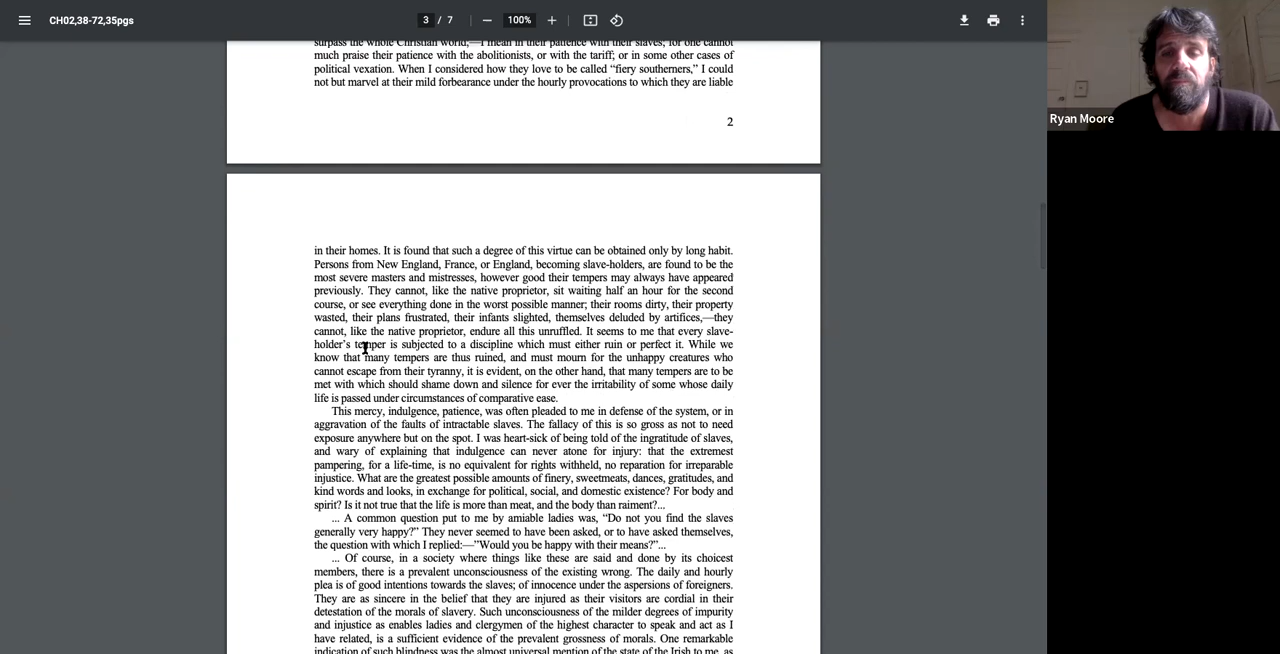 CH02,38-72,35pgs
3 / 7
100%
surpass the whole Christian world,—I mean in their patience with their slaves; for one cannot
much praise their patience with the abolitionists, or with the tariff; or in some other cases of
political vexation. When I considered how they love to be called “fiery southerners,” I could
not but marvel at their mild forbearance under the hourly provocations to which they are liable
2
in their homes. It is found that such a degree of this virtue can be obtained only by long habit.
Persons from New England, France, or England, becoming slave-holders, are found to be the
most severe masters and mistresses, however good their tempers may always have appeared
previously. They cannot, like the native proprietor, sit waiting half an hour for the second
course, or see everything done in the worst possible manner; their rooms dirty, their property
wasted, their plans frustrated, their infants slighted, themselves deluded by artifices,—they
cannot, like the native proprietor, endure all this unruffled. It seems to me that every slave-
holder’s temper is subjected to a discipline which must either ruin or perfect it. While we
know that many tempers are thus ruined, and must mourn for the unhappy creatures who
cannot escape from their tyranny, it is evident, on the other hand, that many tempers are to be
met with which should shame down and silence for ever the irritability of some whose daily
life is passed under circumstances of comparative ease.
This mercy, indulgence, patience, was often pleaded to me in defense of the system, or in
aggravation of the faults of intractable slaves. The fallacy of this is so gross as not to need
exposure anywhere but on the spot. I was heart-sick of being told of the ingratitude of slaves,
and wary of explaining that indulgence can never atone for injury: that the extremest
pampering, for a life-time, is no equivalent for rights withheld, no reparation for irreparable
injustice. What are the greatest possible amounts of finery, sweetmeats, dances, gratitudes, and
kind words and looks, in exchange for political, social, and domestic existence? For body and
spirit? Is it not true that the life is more than meat, and the body than raiment?...
... A common question put to me by amiable ladies was, “Do not you find the slaves
generally very happy?” They never seemed to have been asked, or to have asked themselves,
the question with which I replied:—”Would you be happy with their means?”...
... Of course, in a society where things like these are said and done by its choicest
members, there is a prevalent unconsciousness of the existing wrong. The daily and hourly
plea is of good intentions towards the slaves; of innocence under the aspersions of foreigners.
They are as sincere in the belief that they are injured as their visitors are cordial in their
detestation of the morals of slavery. Such unconsciousness of the milder degrees of impurity
and injustice as enables ladies and clergymen of the highest character to speak and act as I
have related, is a sufficient evidence of the prevalent grossness of morals. One remarkable
indication of such blindness was the almost universal mention of the state of the Irish to me, as
Ryan Moore